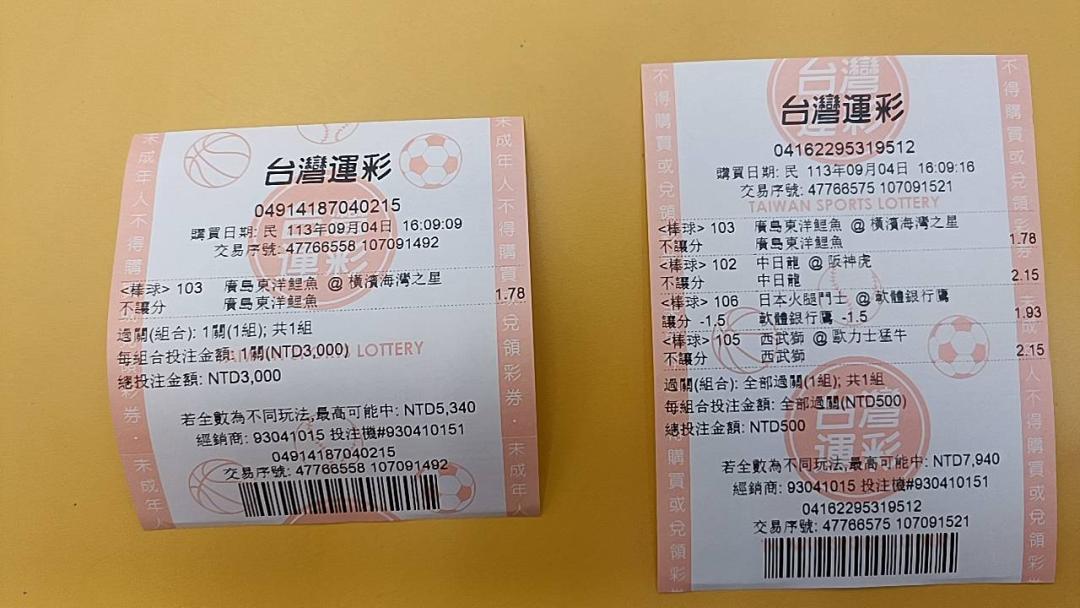 台灣運彩
04914187040215
購買日期: 民 113年09月04日 16:09:09
交易序號: 47766558 107091492
<棒球> 103 廣島東洋鯉魚 @ 橫濱海灣之星
不讓分 廣島東洋鯉魚 1.78
過關(組合): 1關(1組); 共1組
每組合投注金額: 1關(NTD3,000)
LOTTERY
總投注金額: NTD3,000
若全數為不同玩法,最高可能中: NTD5,340
經銷商: 93041015 投注機#930410151
04914187040215
交易序號: 47766558 107091492
未成年人不得購買或兌領彩券．未成年
台灣運彩
04162295319512
購買日期: 民 113年09月04日 16:09:16
交易序號: 47766575 107091521
TAIWAN SPORTS LOTTERY
<棒球> 103 廣島東洋鯉魚 @ 橫濱海灣之星
不讓分 廣島東洋鯉魚 1.78
<棒球> 102 中日龍 @ 阪神虎
不讓分 中日龍 2.15
<棒球> 106 日本火腿鬥士 @ 軟體銀行鷹
讓分 -1.5 軟體銀行鷹 -1.5 1.93
<棒球> 105 西武獅 @ 歐力士猛牛
不讓分 西武獅 2.15
過關(組合): 全部過關(1組); 共1組
每組合投注金額: 全部過關(NTD500)
總投注金額: NTD500
若全數為不同玩法,最高可能中: NTD7,940
經銷商: 93041015 投注機#930410151
04162295319512
交易序號: 47766575 107091521